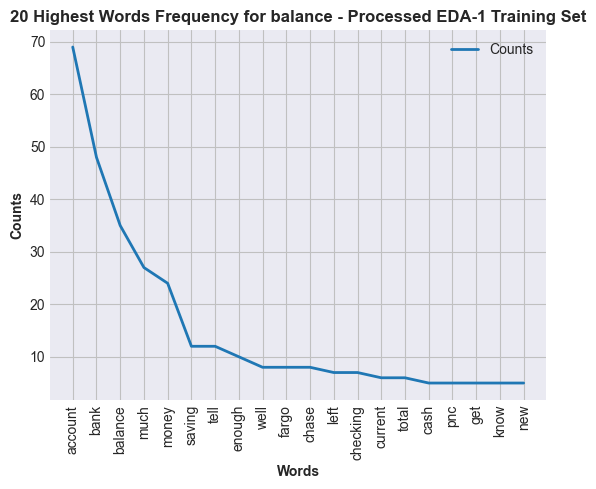 20 Highest Words Frequency for balance - Processed EDA-1 Training Set
Counts
70
60
50
40
30
20
10
Counts
account
bank
balance
much
money
saving
tell
enough
well
fargo
chase
left
checking
current
total
cash
pnc
get
know
new
Words